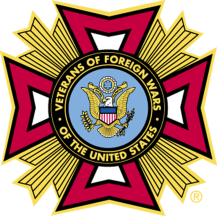 VETERANS OF FOREIGN WARS
OF THE UNITED STATES
®